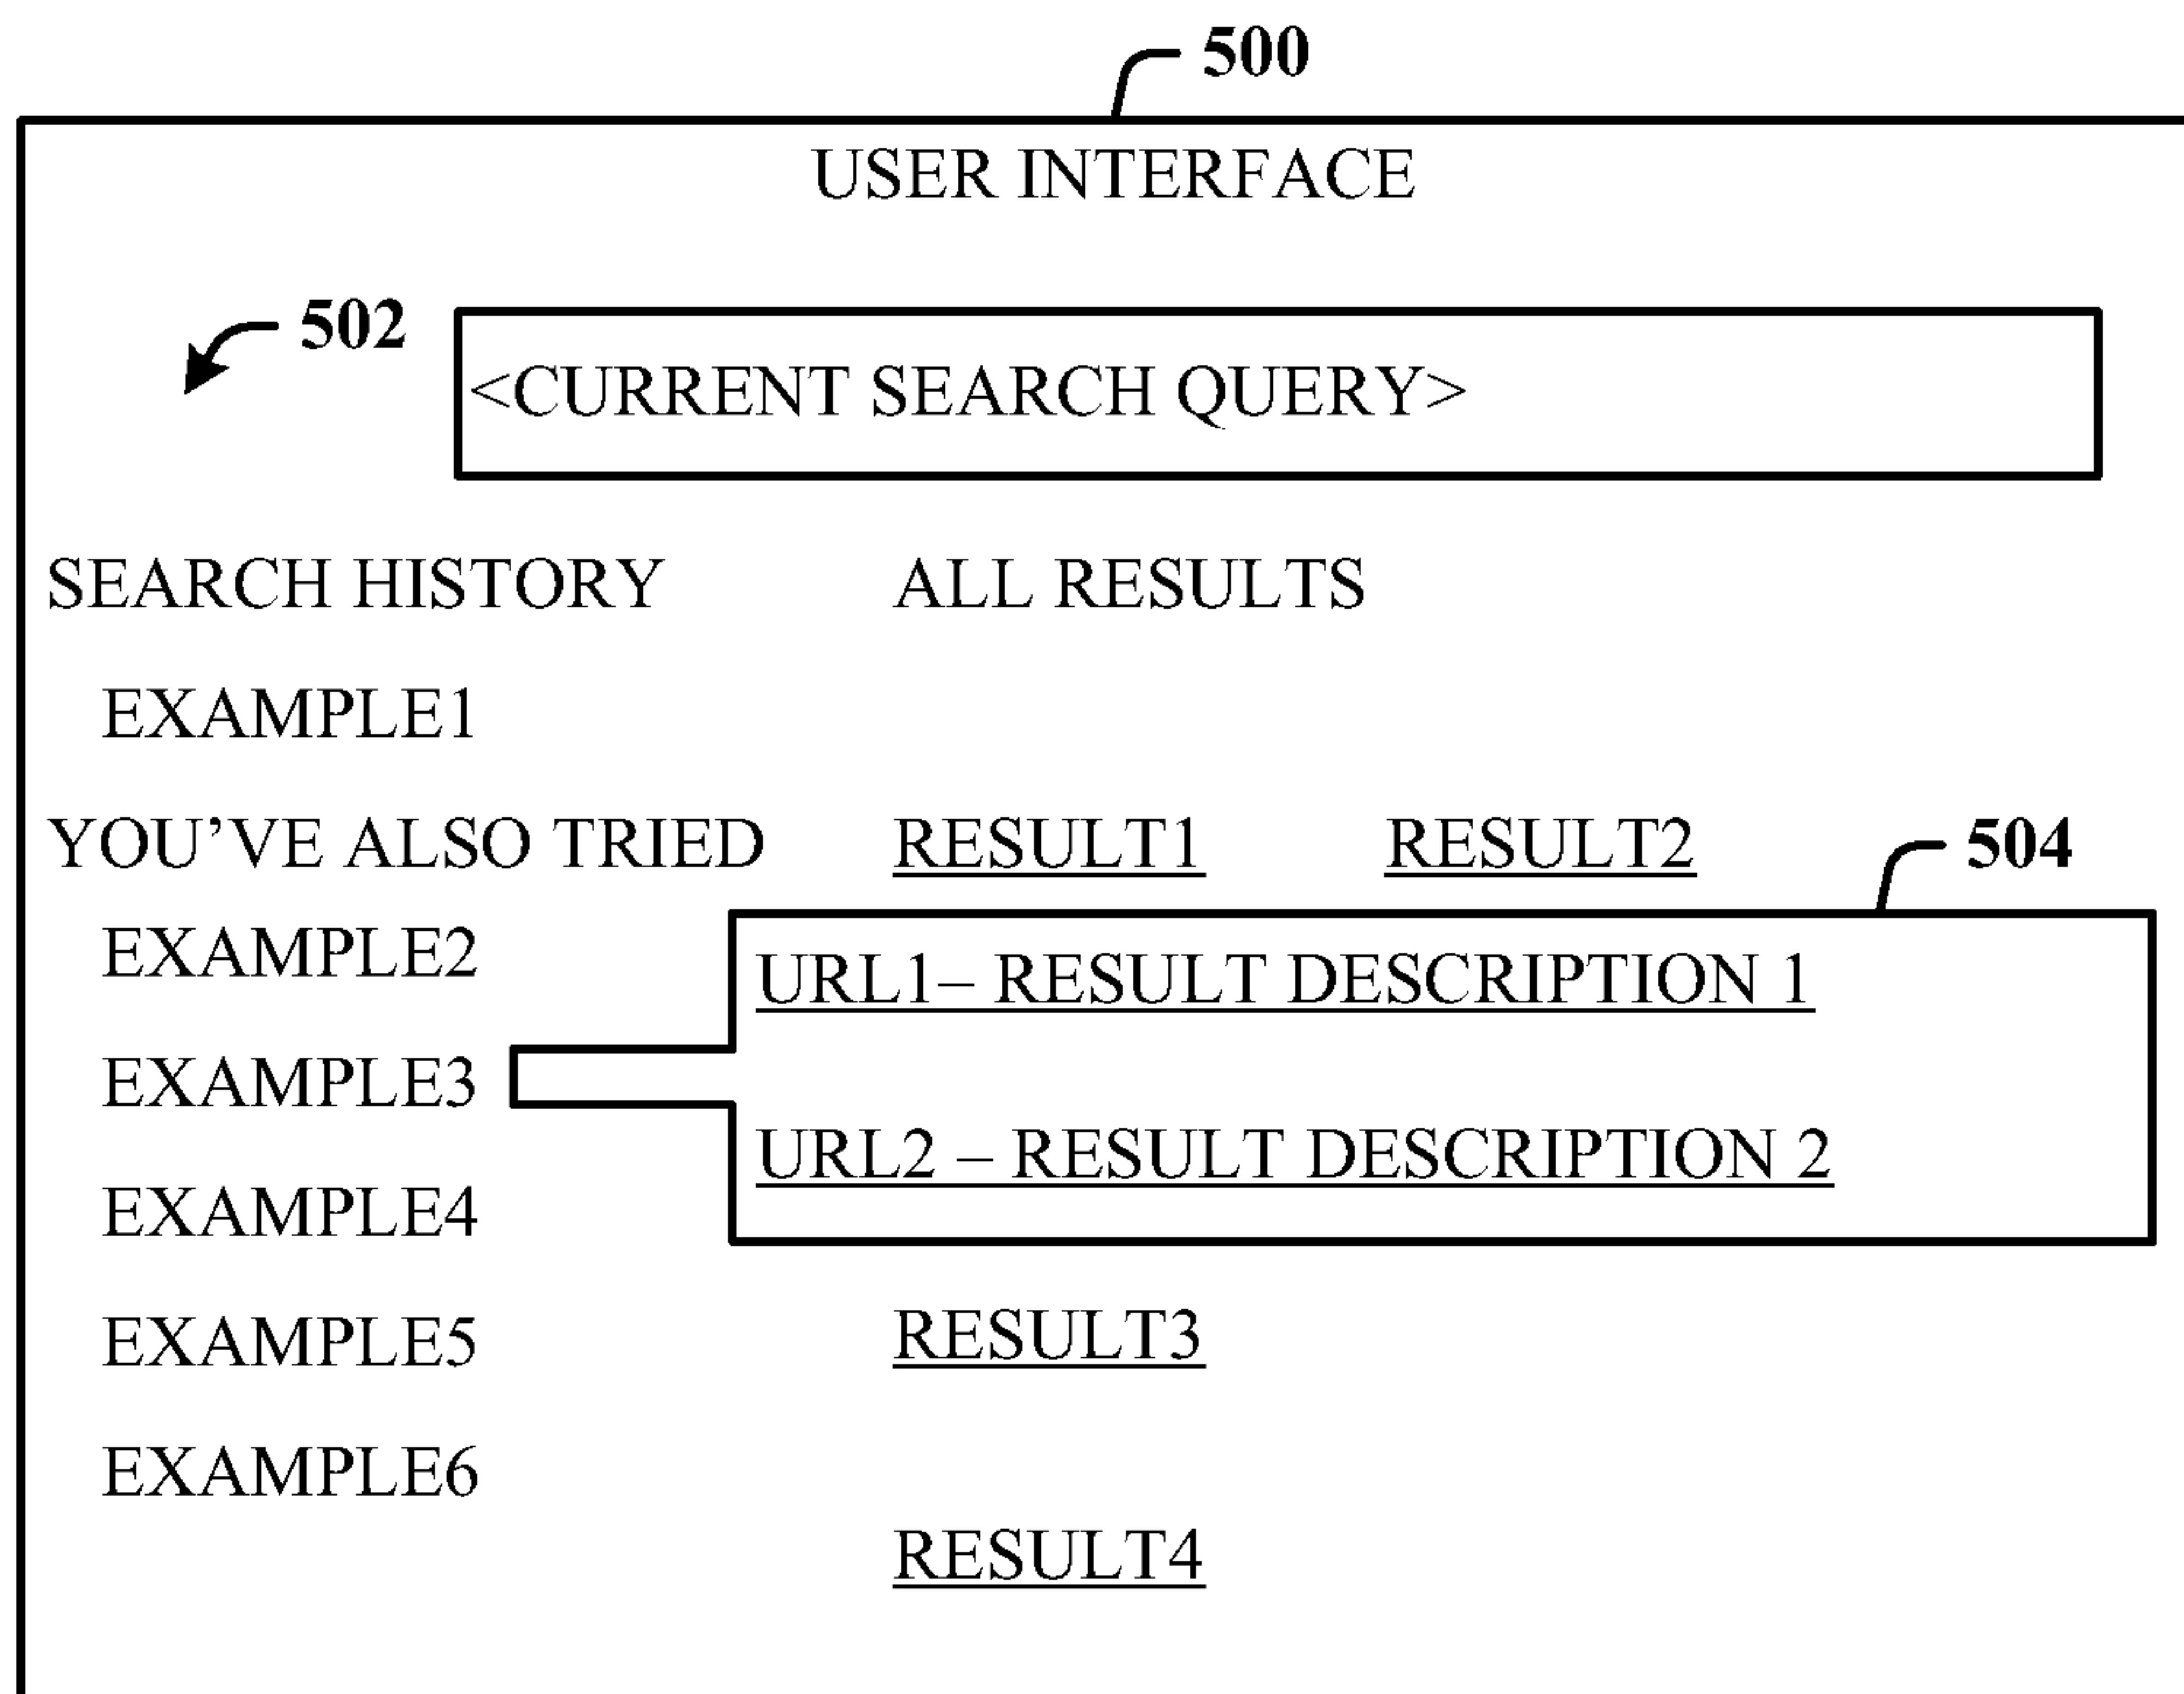 500
USER INTERFACE
502
<CURRENT SEARCH QUERY>
SEARCH HISTORY ALL RESULTS
EXAMPLE1
YOU’VE ALSO TRIED RESULT1 RESULT2 504
EXAMPLE2
URL1– RESULT DESCRIPTION 1
EXAMPLE3
URL2 – RESULT DESCRIPTION 2
EXAMPLE4
EXAMPLE5 RESULT3
EXAMPLE6
RESULT4